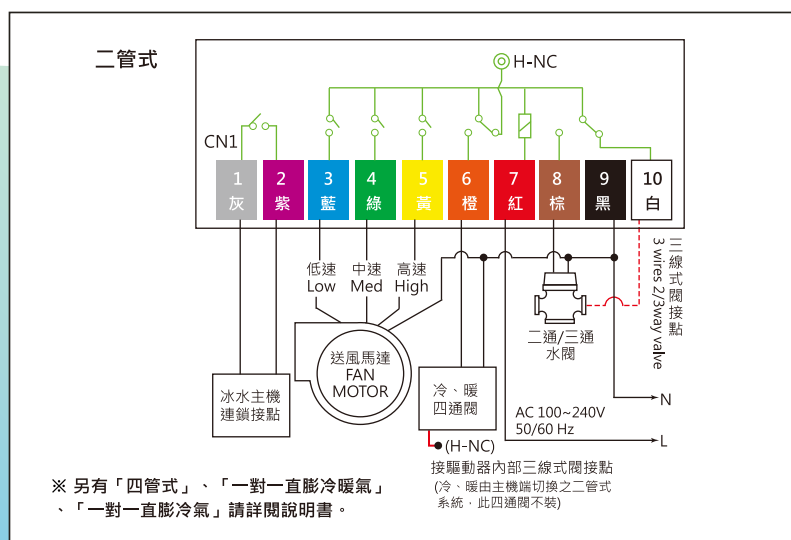 二管式
H-NC
CN1
1 2 3 4 5 6 7 8 9 10
灰 紫 藍 綠 黃 橙 紅 棕 黑 白
低速 中速 高速
Low Med High
三線式閥接點
3 wires 2/3way valve
二通/三通
水閥
送風馬達
FAN
MOTOR
冰水主機
連鎖接點
冷、暖
四通閥
AC 100~240V
50/60 Hz
N
L
(H-NC)
接驅動器內部三線式閥接點
(冷、暖由主機端切換之二管式
系統，此四通閥不裝)
※ 另有「四管式」、「一對一直膨冷暖氣」
、「一對一直膨冷氣」請詳閱說明書。